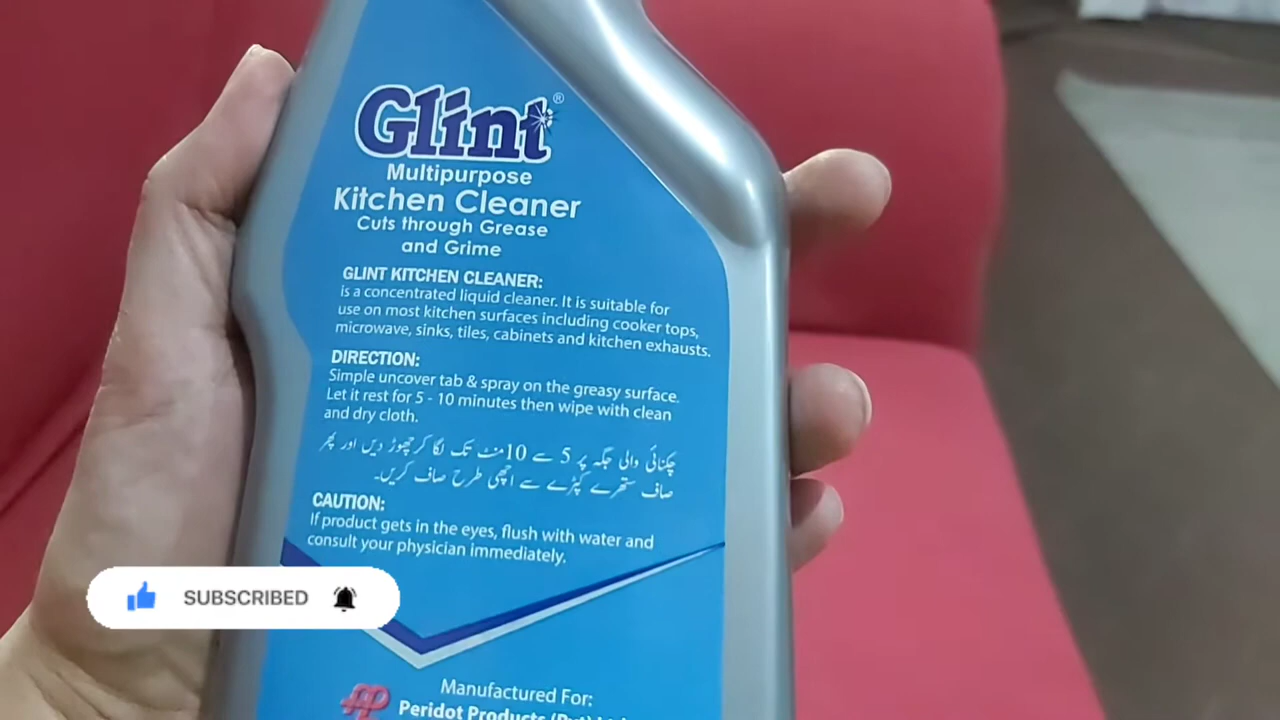 Glint®
Multipurpose
Kitchen Cleaner
Cuts through Grease
and Grime
GLINT KITCHEN CLEANER:
is a concentrated liquid cleaner. It is suitable for
use on most kitchen surfaces including cooker tops,
microwave, sinks, tiles, cabinets and kitchen exhausts.
DIRECTION:
Simple uncover tab & spray on the greasy surface.
Let it rest for 5 - 10 minutes then wipe with clean
and dry cloth.
چکنائی والی جگہ پر 5 سے 10منٹ تک لگا کر چھوڑ دیں اور پھر
صاف ستھرے کپڑے سے اچھی طرح صاف کریں۔
CAUTION:
If product gets in the eyes, flush with water and
consult your physician immediately.
SUBSCRIBED
Manufactured For:
Peridot Products